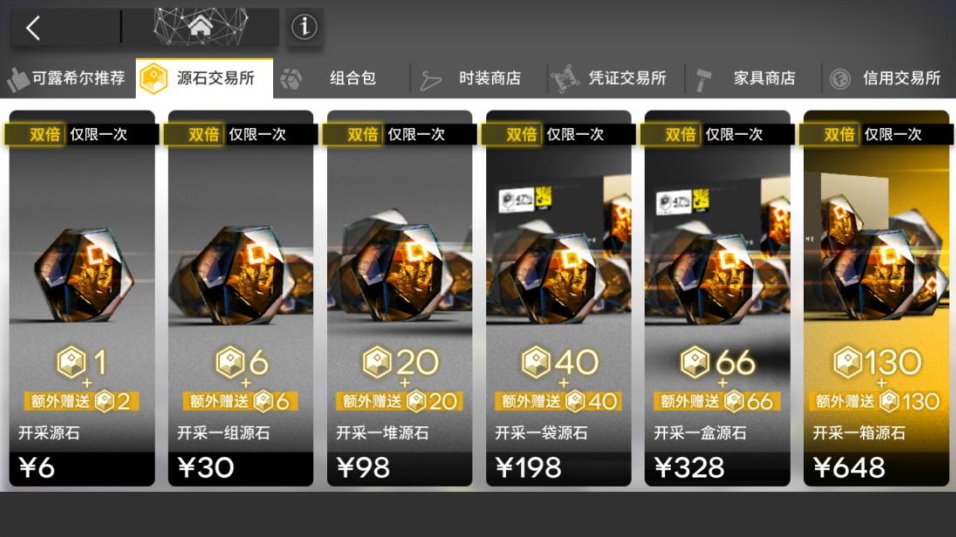 可露希尔推荐
源石交易所
组合包
时装商店
凭证交易所
家具商店
信用交易所
双倍 仅限一次
1
+
额外赠送 2
开采源石
¥6
双倍 仅限一次
6
+
额外赠送 6
开采一组源石
¥30
双倍 仅限一次
20
+
额外赠送 20
开采一堆源石
¥98
双倍 仅限一次
40
+
额外赠送 40
开采一袋源石
¥198
双倍 仅限一次
66
+
额外赠送 66
开采一盒源石
¥328
双倍 仅限一次
130
+
额外赠送 130
开采一箱源石
¥648